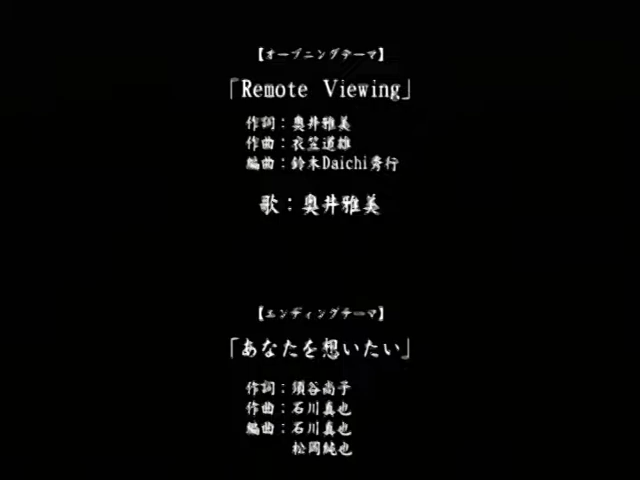 【オープニングテーマ】
「Remote Viewing」
作詞：奥井雅美
作曲：衣笠道雄
編曲：鈴木Daichi秀行
歌：奥井雅美
【エンディングテーマ】
「あなたを想いたい」
作詞：須谷尚子
作曲：石川真也
編曲：石川真也
松岡純也